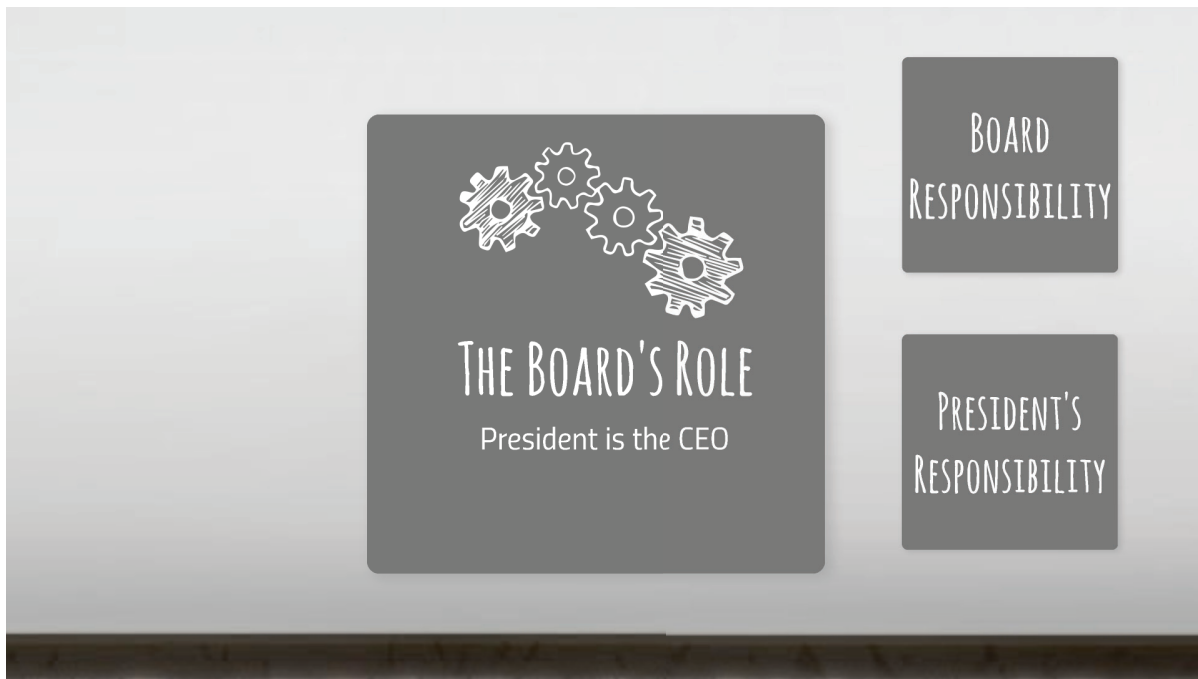 The Board's Role
President is the CEO
Board
Responsibility
President's
Responsibility